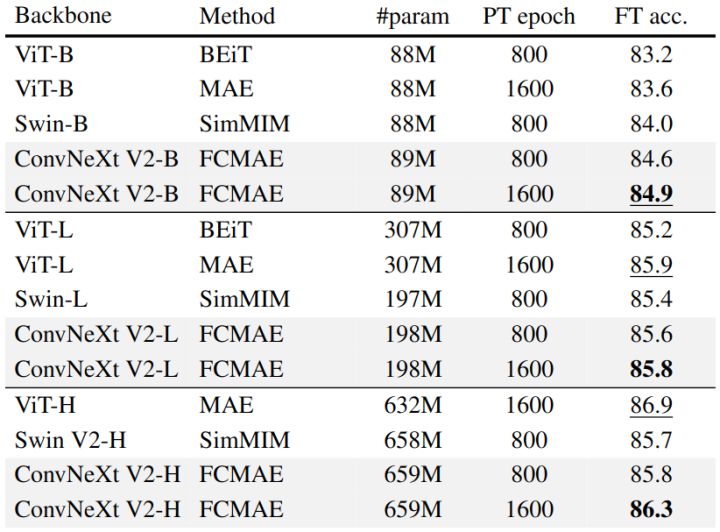 Backbone Method #param PT epoch FT acc.
ViT-B BEiT 88M 800 83.2
ViT-B MAE 88M 1600 83.6
Swin-B SimMIM 88M 800 84.0
ConvNeXt V2-B FCMAE 89M 800 84.6
ConvNeXt V2-B FCMAE 89M 1600 84.9
ViT-L BEiT 307M 800 85.2
ViT-L MAE 307M 1600 85.9
Swin-L SimMIM 197M 800 85.4
ConvNeXt V2-L FCMAE 198M 800 85.6
ConvNeXt V2-L FCMAE 198M 1600 85.8
ViT-H MAE 632M 1600 86.9
Swin V2-H SimMIM 658M 800 85.7
ConvNeXt V2-H FCMAE 659M 800 85.8
ConvNeXt V2-H FCMAE 659M 1600 86.3